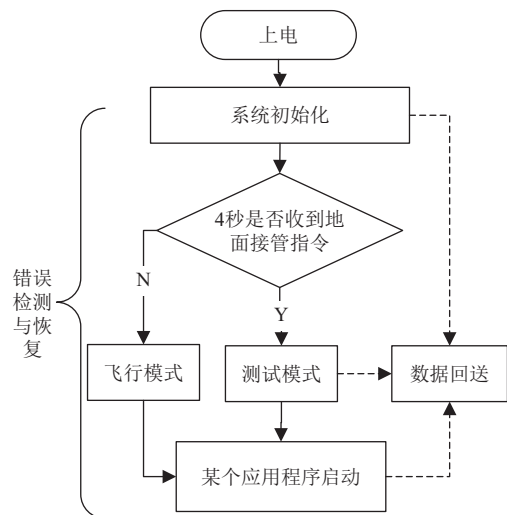 上电
系统初始化
4秒是否收到地
面接管指令
N
Y
错误
检测
与恢
复
飞行模式
测试模式
数据回送
某个应用程序启动